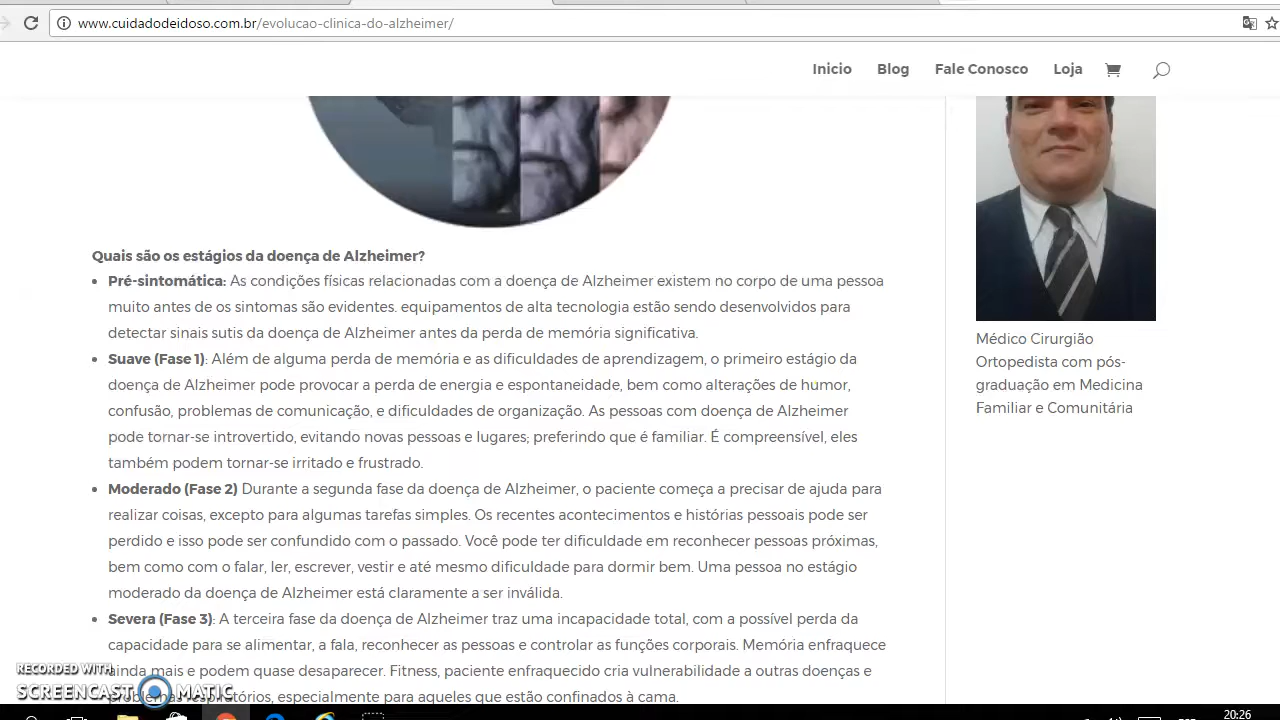 www.cuidadodeidoso.com.br/evolucao-clinica-do-alzheimer/
Inicio Blog Fale Conosco Loja
Quais são os estágios da doença de Alzheimer?
Pré-sintomática: As condições físicas relacionadas com a doença de Alzheimer existem no corpo de uma pessoa
muito antes de os sintomas são evidentes. equipamentos de alta tecnologia estão sendo desenvolvidos para
detectar sinais sutis da doença de Alzheimer antes da perda de memória significativa.
Suave (Fase 1): Além de alguma perda de memória e as dificuldades de aprendizagem, o primeiro estágio da
doença de Alzheimer pode provocar a perda de energia e espontaneidade, bem como alterações de humor,
confusão, problemas de comunicação, e dificuldades de organização. As pessoas com doença de Alzheimer
pode tornar-se introvertido, evitando novas pessoas e lugares; preferindo que é familiar. É compreensível, eles
também podem tornar-se irritado e frustrado.
Moderado (Fase 2) Durante a segunda fase da doença de Alzheimer, o paciente começa a precisar de ajuda para
realizar coisas, excepto para algumas tarefas simples. Os recentes acontecimentos e histórias pessoais pode ser
perdido e isso pode ser confundido com o passado. Você pode ter dificuldade em reconhecer pessoas próximas,
bem como com o falar, ler, escrever, vestir e até mesmo dificuldade para dormir bem. Uma pessoa no estágio
moderado da doença de Alzheimer está claramente a ser inválida.
Severa (Fase 3): A terceira fase da doença de Alzheimer traz uma incapacidade total, com a possível perda da
capacidade para se alimentar, a fala, reconhecer as pessoas e controlar as funções corporais. Memória enfraquece
ainda mais e podem quase desaparecer. Fitness, paciente enfraquecido cria vulnerabilidade a outras doenças e
problemas respiratórios, especialmente para aqueles que estão confinados à cama.
Médico Cirurgião
Ortopedista com pós-
graduação em Medicina
Familiar e Comunitária
RECORDED WITH
SCREENCAST MATIC
20:26